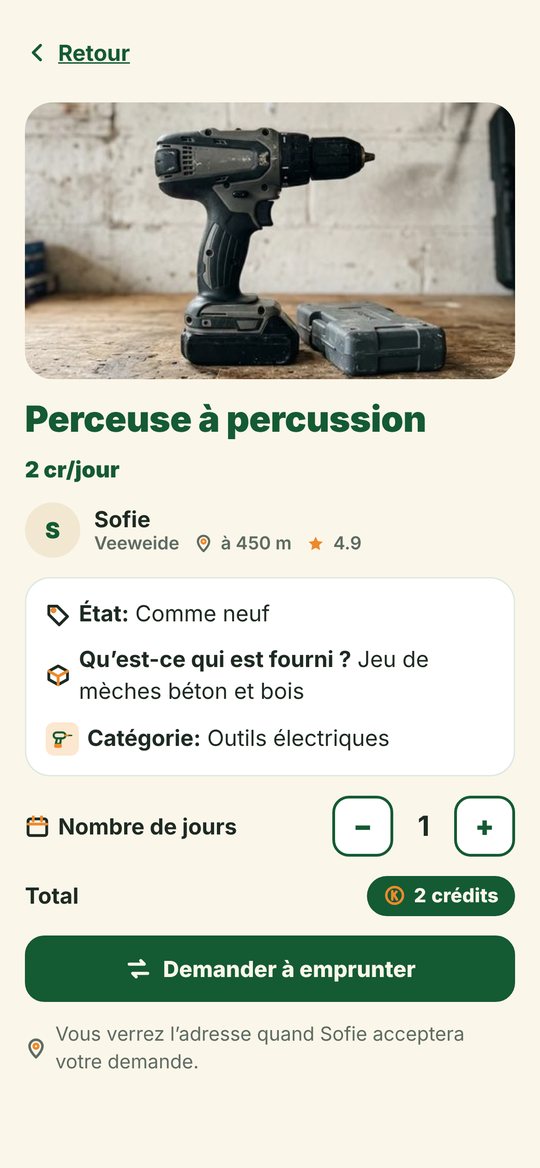 Retour
Perceuse à percussion
2 cr/jour
S
Sofie
Veeweide à 450 m 4.9
État: Comme neuf
Qu’est-ce qui est fourni ? Jeu de
mèches béton et bois
Catégorie: Outils électriques
Nombre de jours − 1 +
Total K 2 crédits
Demander à emprunter
Vous verrez l’adresse quand Sofie acceptera
votre demande.